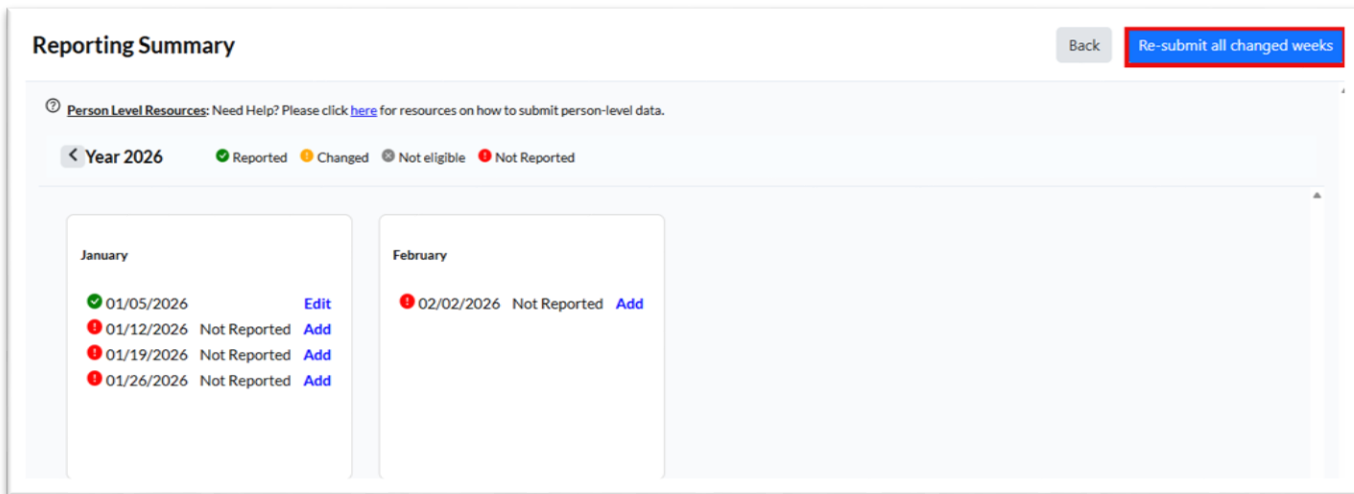 Reporting Summary
Back
Re-submit all changed weeks
Person Level Resources: Need Help? Please click here for resources on how to submit person-level data.
Year 2026 Reported Changed Not eligible Not Reported
January
01/05/2026 Edit
01/12/2026 Not Reported Add
01/19/2026 Not Reported Add
01/26/2026 Not Reported Add
February
02/02/2026 Not Reported Add